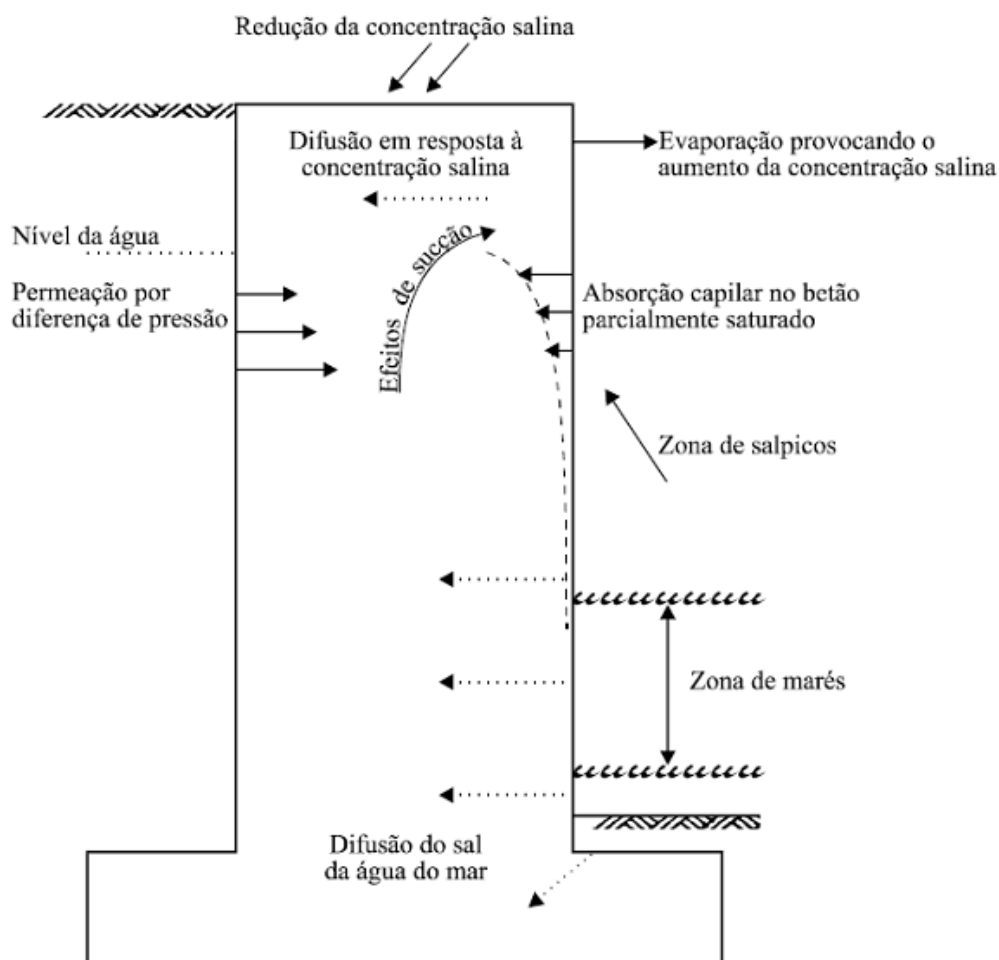 Redução da concentração salina
Difusão em resposta à
concentração salina
Evaporação provocando o
aumento da concentração salina
Nível da água
Permeação por
diferença de pressão
Efeitos de sucção
Absorção capilar no betão
parcialmente saturado
Zona de salpicos
Zona de marés
Difusão do sal
da água do mar